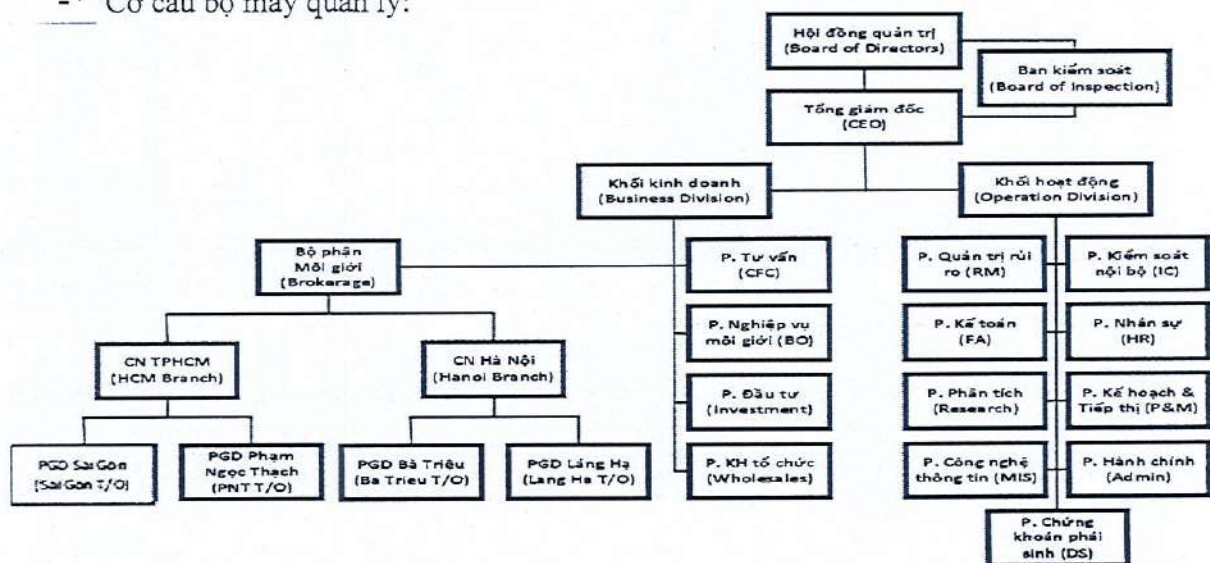 - Cơ cấu bộ máy quản lý:
Hội đồng quản trị
(Board of Directors)
Ban kiểm soát
(Board of Inspection)
Tổng giám đốc
(CEO)
Khối kinh doanh
(Business Division)
Khối hoạt động
(Operation Division)
Bộ phận
Môi giới
(Brokerage)
P. Tư vấn
(CFC)
P. Quản trị rủi
ro (RM)
P. Kiểm soát
nội bộ (IC)
P. Nghiệp vụ
môi giới (BO)
P. Kế toán
(FA)
P. Nhân sự
(HR)
CN TPHCM
(HCM Branch)
CN Hà Nội
(Hanoi Branch)
P. Đầu tư
(Investment)
P. Phân tích
(Research)
P. Kế hoạch &
Tiếp thị (P&M)
PGD Sài Gòn
(Sai Gon T/O)
PGD Phạm
Ngọc Thạch
(PNT T/O)
PGD Bà Triệu
(Ba Trieu T/O)
PGD Láng Hạ
(Lang Ha T/O)
P. KH tổ chức
(Wholesales)
P. Công nghệ
thông tin (MIS)
P. Hành chính
(Admin)
P. Chứng
khoán phái
sinh (DS)